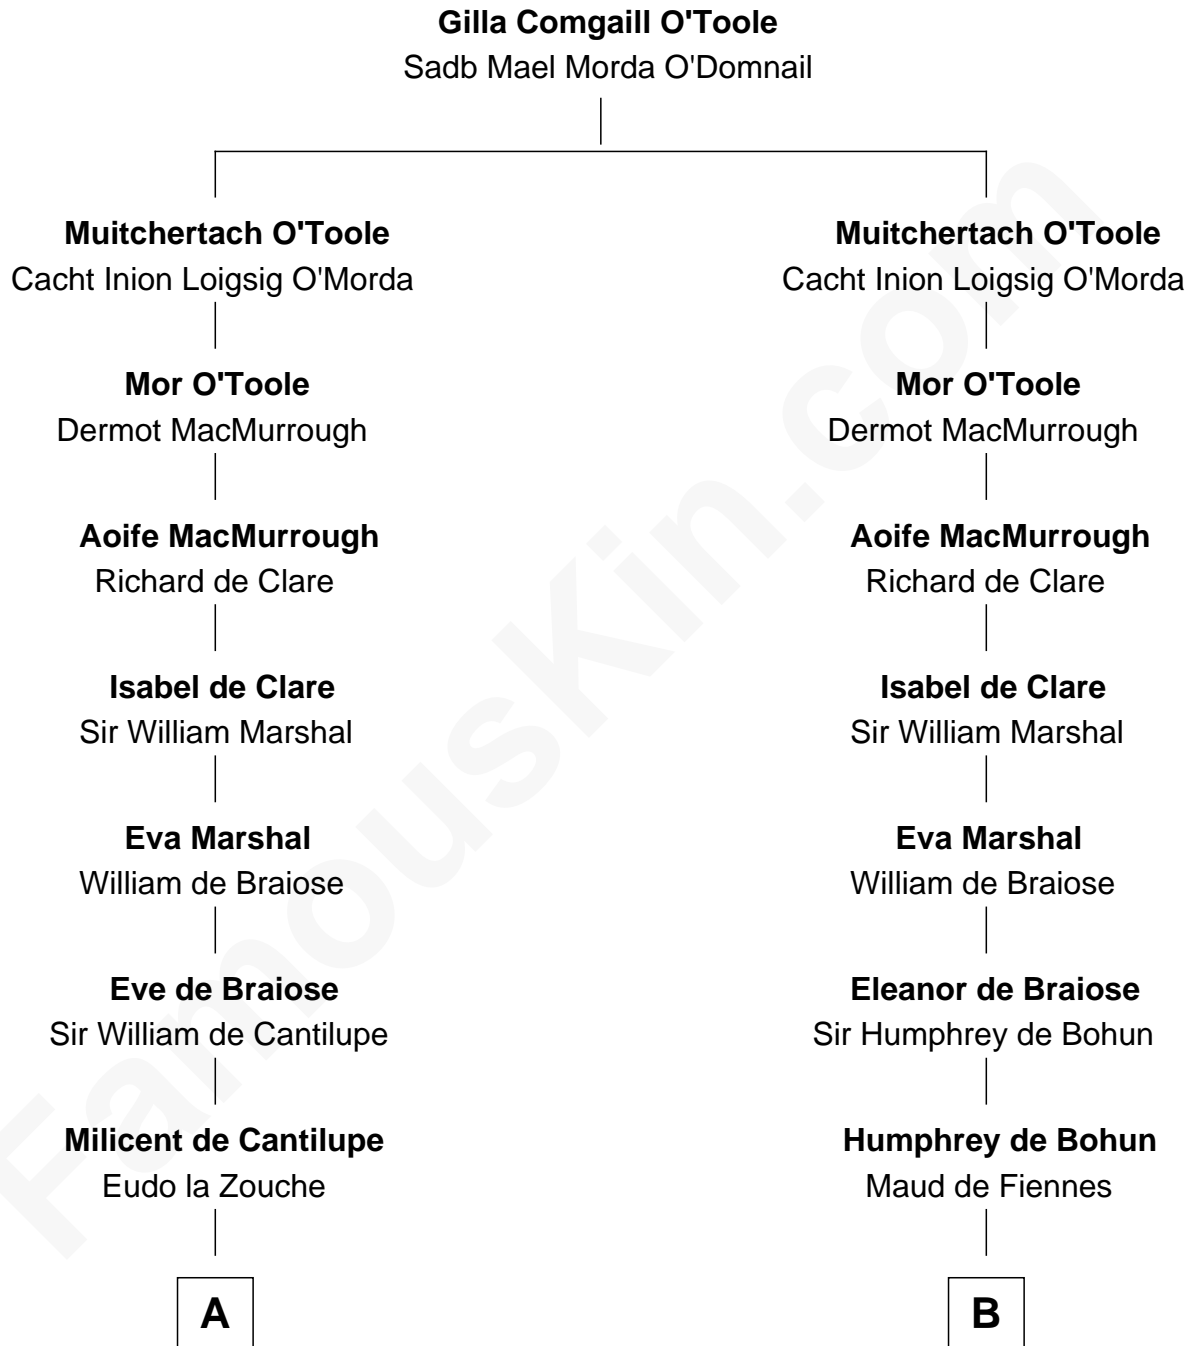 Gilla Comgaill O'Toole
Sadb Mael Morda O'Domnail
Muitchertach O'Toole
Cacht Inion Loigsig O'Morda
Mor O'Toole
Dermot MacMurrough
Aoife MacMurrough
Richard de Clare
Isabel de Clare
Sir William Marshal
Eva Marshal
William de Braiose
Eve de Braiose
Sir William de Cantilupe
Milicent de Cantilupe
Eudo la Zouche
A
Muitchertach O'Toole
Cacht Inion Loigsig O'Morda
Mor O'Toole
Dermot MacMurrough
Aoife MacMurrough
Richard de Clare
Isabel de Clare
Sir William Marshal
Eva Marshal
William de Braiose
Eleanor de Braiose
Sir Humphrey de Bohun
Humphrey de Bohun
Maud de Fiennes
B
FamousKin.com